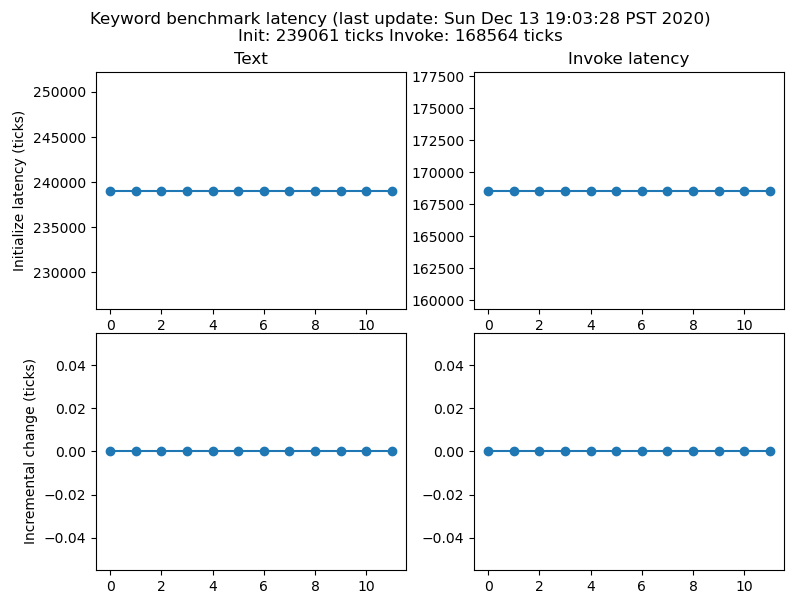 Keyword benchmark latency (last update: Sun Dec 13 19:03:28 PST 2020)
Init: 239061 ticks Invoke: 168564 ticks
Text
Initialize latency (ticks)
250000
245000
240000
235000
230000
0 2 4 6 8 10
Invoke latency
177500
175000
172500
170000
167500
165000
162500
160000
0 2 4 6 8 10
Incremental change (ticks)
0.04
0.02
0.00
−0.02
−0.04
0 2 4 6 8 10
0.04
0.02
0.00
−0.02
−0.04
0 2 4 6 8 10